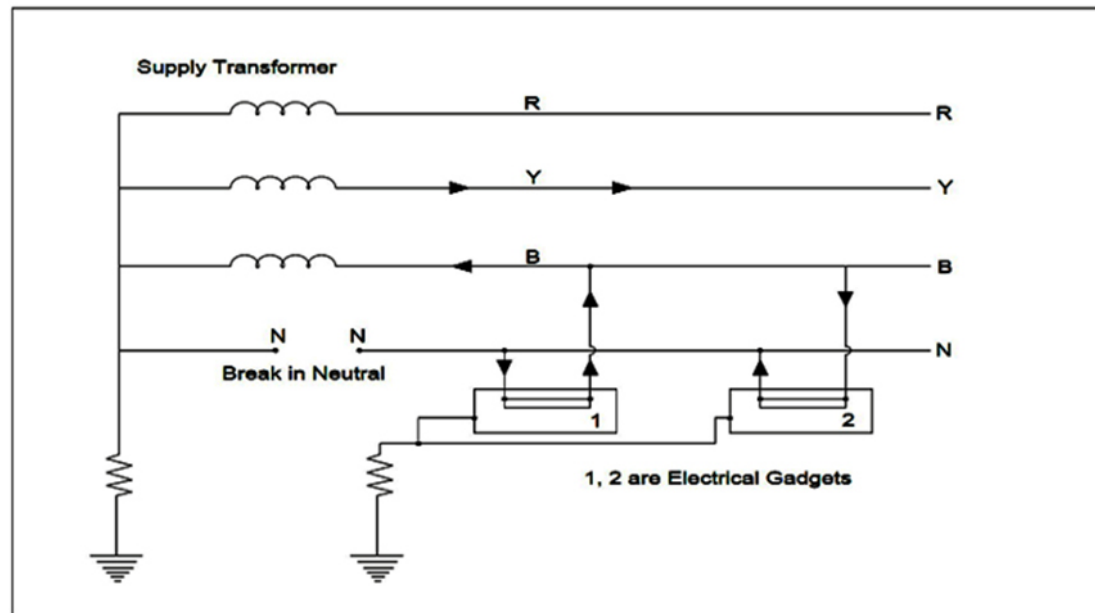 Supply Transformer
R R
Y Y
B B
N N N
Break in Neutral
1 2
1, 2 are Electrical Gadgets